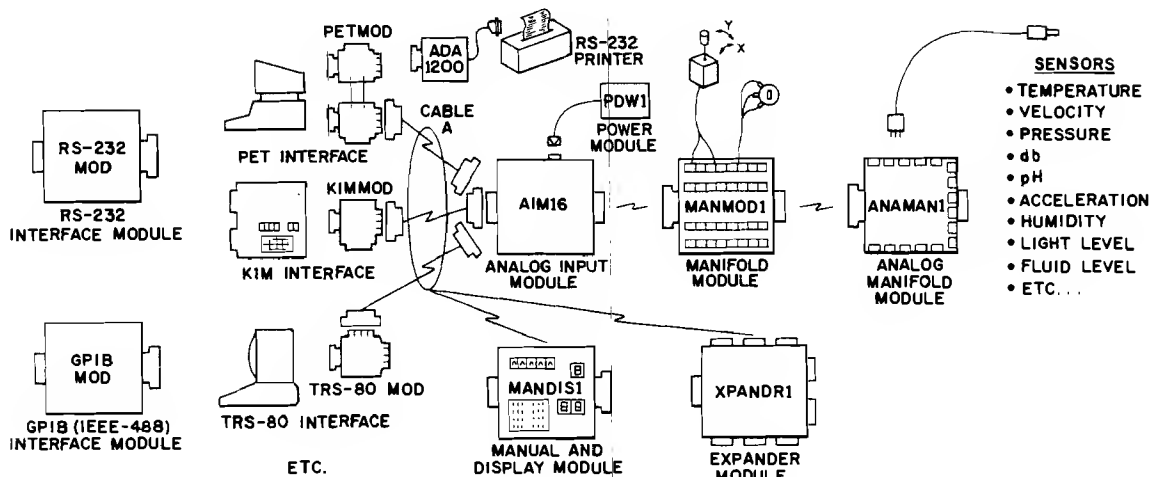 PETMOD
ADA
1200
RS-232
PRINTER
Y
X
SENSORS
• TEMPERATURE
• VELOCITY
• PRESSURE
• db
• pH
• ACCELERATION
• HUMIDITY
• LIGHT LEVEL
• FLUID LEVEL
• ETC...
CABLE
A
PDW1
POWER
MODULE
PET INTERFACE
RS-232
MOD
RS-232
INTERFACE MODULE
KIMMOD
KIM INTERFACE
AIM16
ANALOG INPUT
MODULE
MANMOD1
MANIFOLD
MODULE
ANAMAN1
ANALOG
MANIFOLD
MODULE
GPIB
MOD
GPIB (IEEE-488)
INTERFACE MODULE
TRS-80 MOD
TRS-80 INTERFACE
ETC.
MANDIS1
MANUAL AND
DISPLAY MODULE
XPANDR1
EXPANDER
MODULE